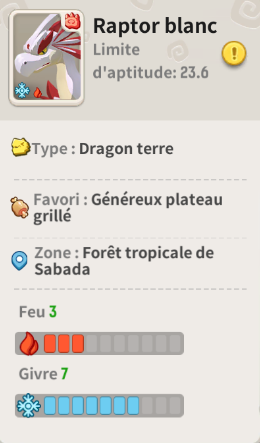 Raptor blanc
Limite
d'aptitude: 23.6
Type : Dragon terre
Favori : Généreux plateau
grillé
Zone : Forêt tropicale de
Sabada
Feu 3
Givre 7